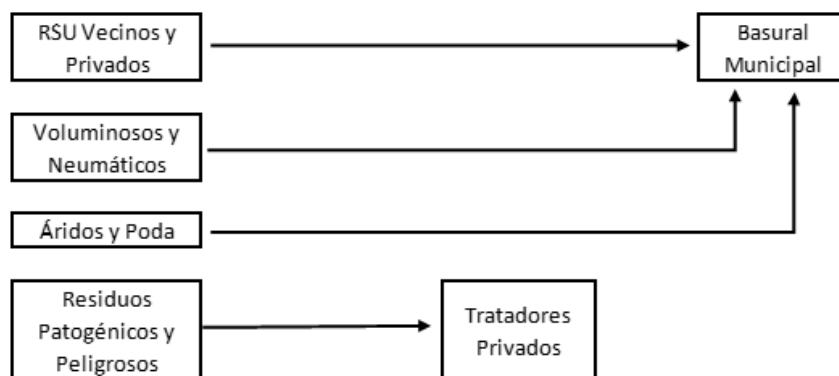 RSU Vecinos y
Privados
Basural
Municipal
Voluminosos y
Neumáticos
Áridos y Poda
Residuos
Patogénicos y
Peligrosos
Tratadores
Privados